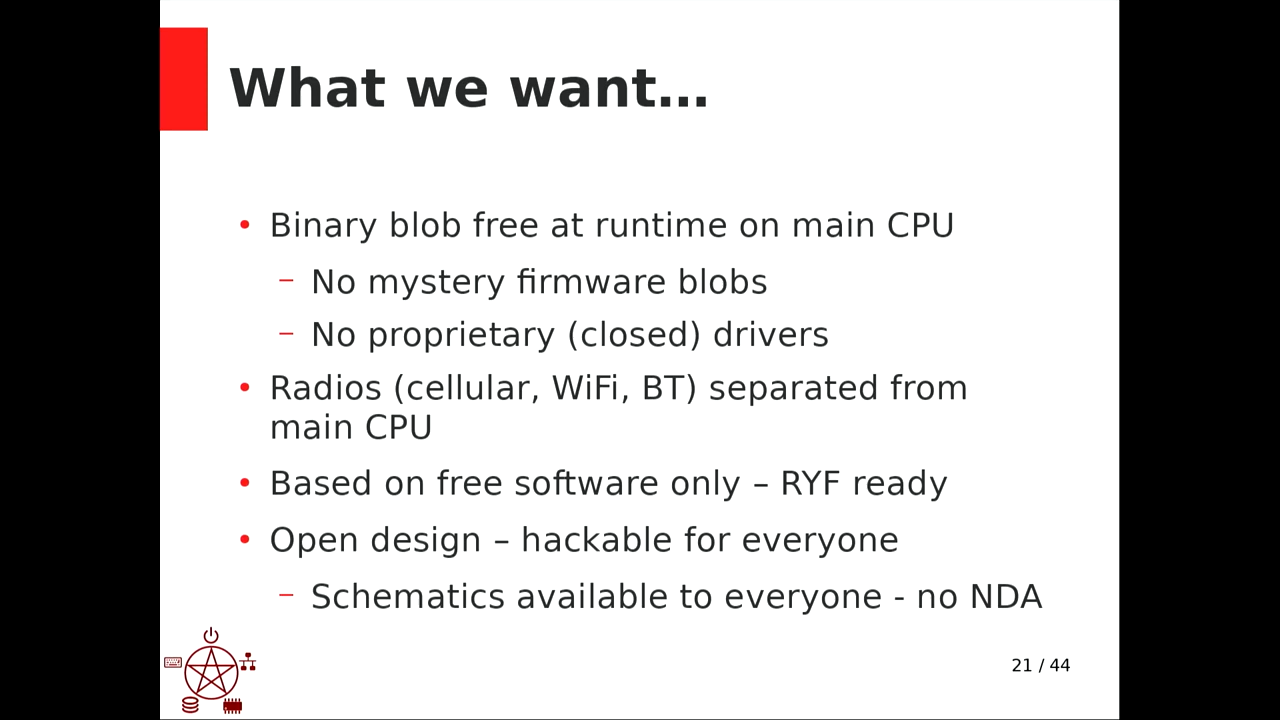 What we want...
• Binary blob free at runtime on main CPU
– No mystery firmware blobs
– No proprietary (closed) drivers
• Radios (cellular, WiFi, BT) separated from
main CPU
• Based on free software only – RYF ready
• Open design – hackable for everyone
– Schematics available to everyone - no NDA
21 / 44